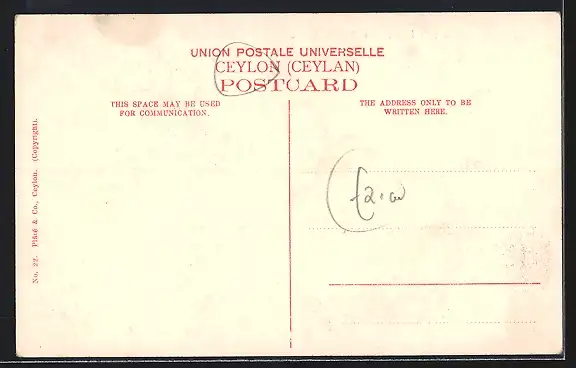 UNION POSTALE UNIVERSELLE
CEYLON (CEYLAN)
POSTCARD
THIS SPACE MAY BE USED
FOR COMMUNICATION.
THE ADDRESS ONLY TO BE
WRITTEN HERE.
No. 22. Plâté & Co., Ceylon. (Copyright).